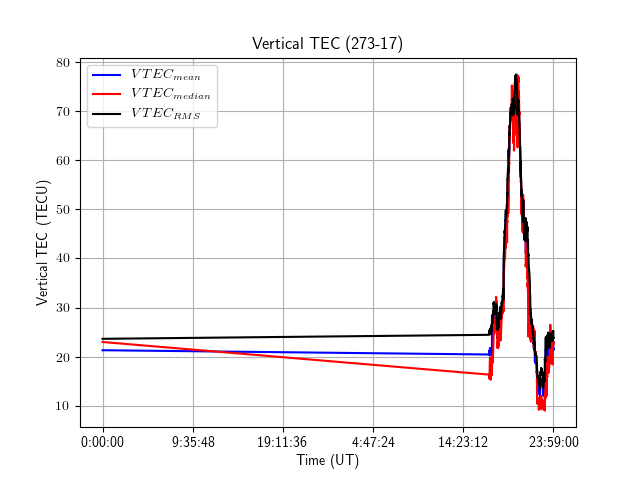 Vertical TEC (273-17)
VTEC_mean
VTEC_median
VTEC_RMS
Vertical TEC (TECU)
80
70
60
50
40
30
20
10
0:00:00 9:35:48 19:11:36 4:47:24 14:23:12 23:59:00
Time (UT)